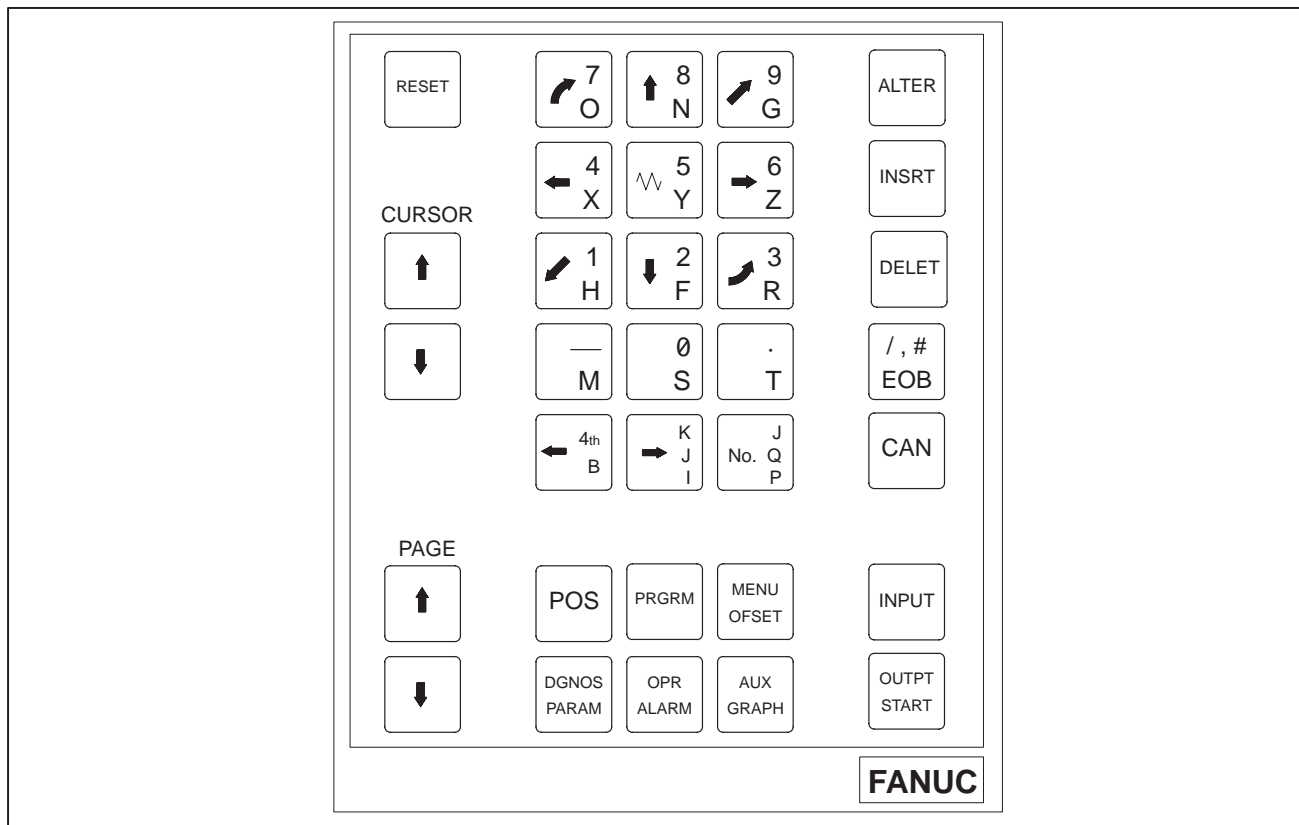 RESET
7
O
8
N
9
G
ALTER
4
X
5
Y
6
Z
INSRT
CURSOR
1
H
2
F
3
R
DELET
—
M
0
S
.
T
/ , #
EOB
4th
B
K
J
I
No.
J
Q
P
CAN
PAGE
POS
PRGRM
MENU
OFSET
INPUT
DGNOS
PARAM
OPR
ALARM
AUX
GRAPH
OUTPT
START
FANUC